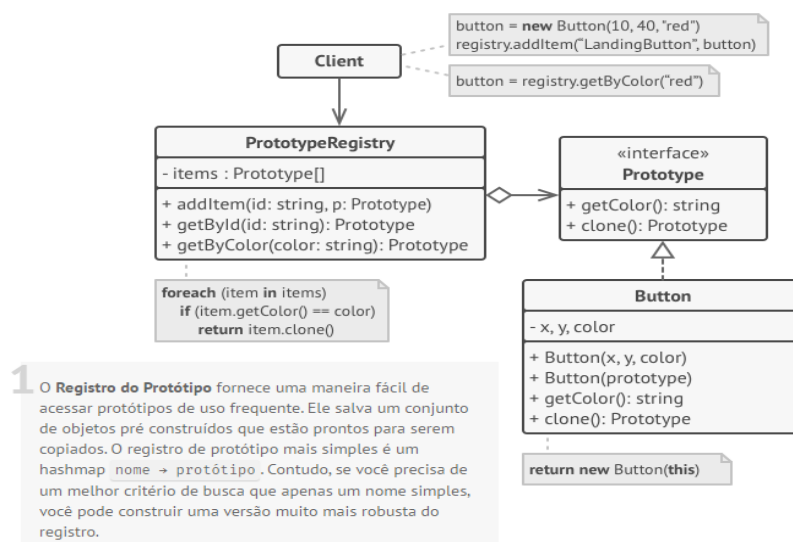 button = new Button(10, 40, "red")
registry.addItem(“LandingButton”, button)
Client
button = registry.getByColor(“red”)
PrototypeRegistry
- items : Prototype[]
+ addItem(id: string, p: Prototype)
+ getById(id: string): Prototype
+ getByColor(color: string): Prototype
«interface»
Prototype
+ getColor(): string
+ clone(): Prototype
foreach (item in items)
if (item.getColor() == color)
return item.clone()
Button
- x, y, color
+ Button(x, y, color)
+ Button(prototype)
+ getColor(): string
+ clone(): Prototype
return new Button(this)
1
O Registro do Protótipo fornece uma maneira fácil de
acessar protótipos de uso frequente. Ele salva um conjunto
de objetos pré construídos que estão prontos para serem
copiados. O registro de protótipo mais simples é um
hashmap nome → protótipo. Contudo, se você precisa de
um melhor critério de busca que apenas um nome simples,
você pode construir uma versão muito mais robusta do
registro.